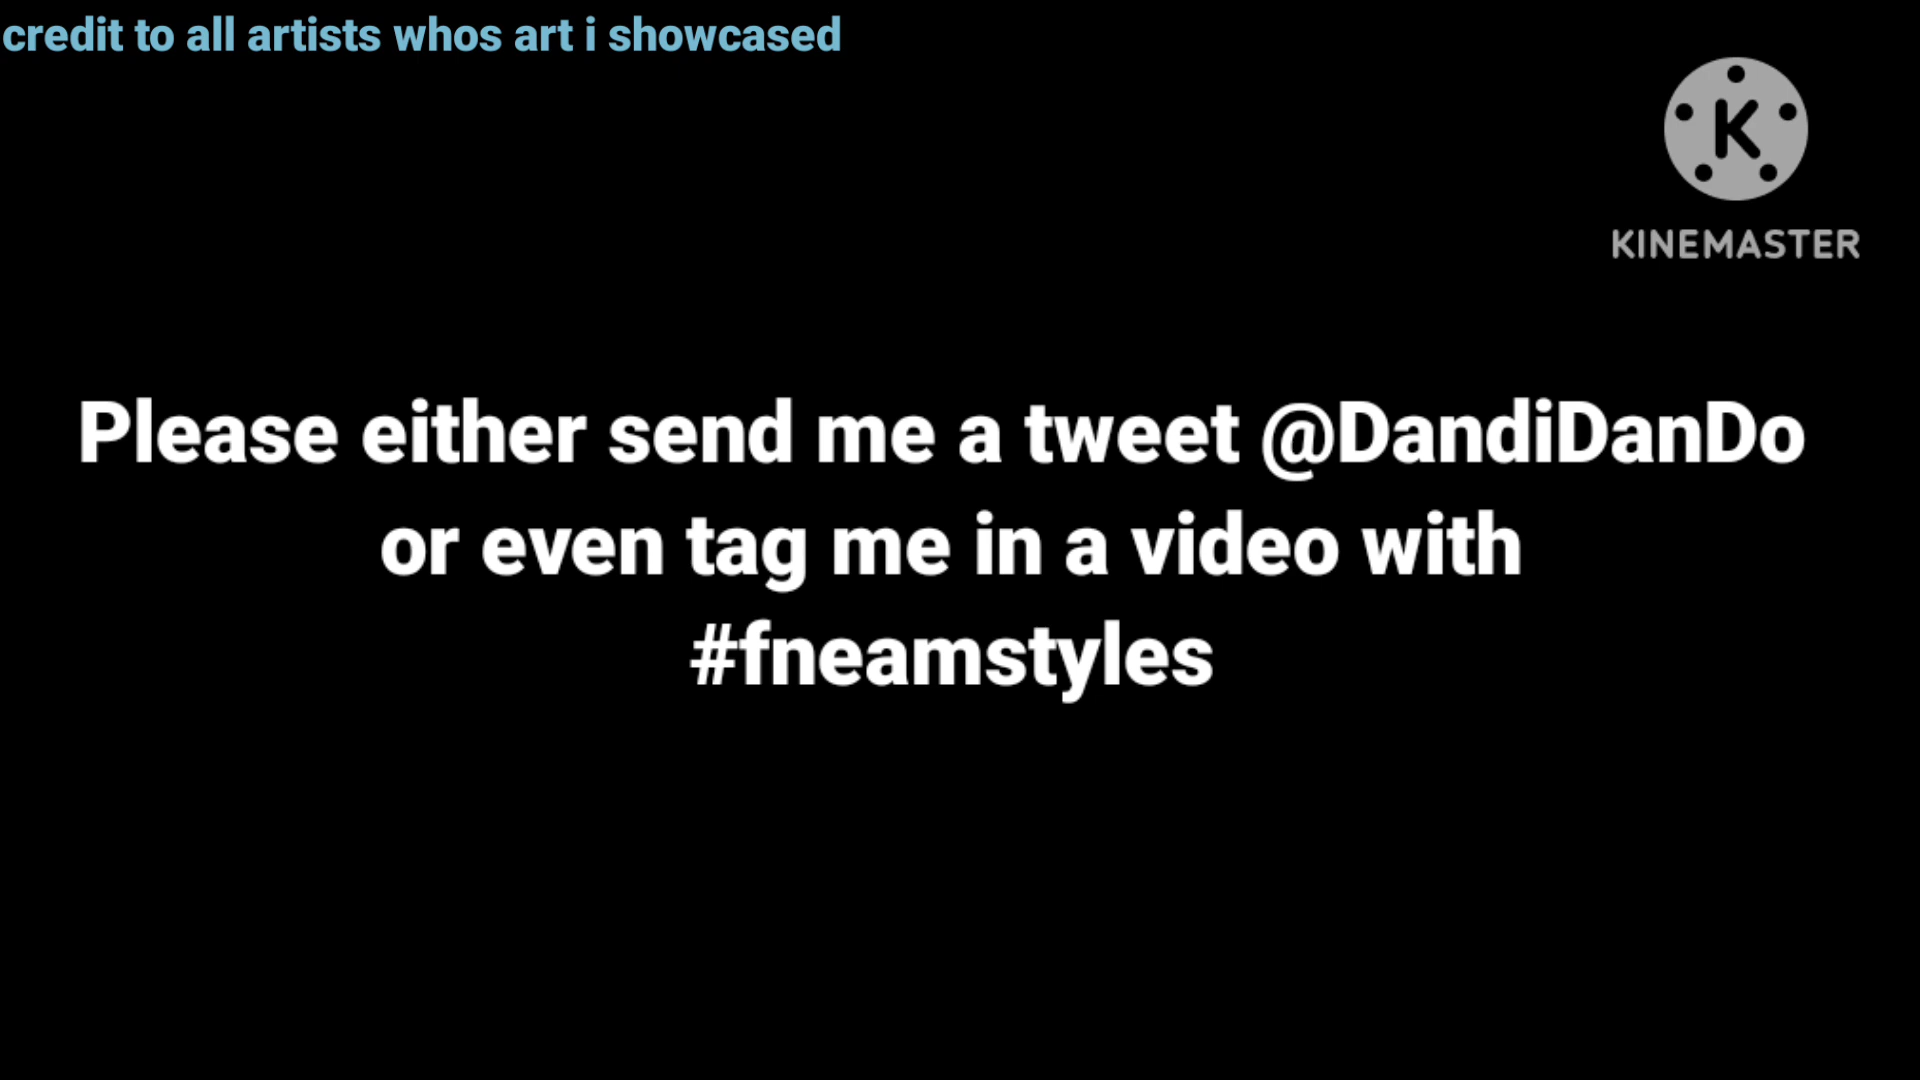 credit to all artists whos art i showcased
K
KINEMASTER
Please either send me a tweet @DandiDanDo
or even tag me in a video with
#fneamstyles